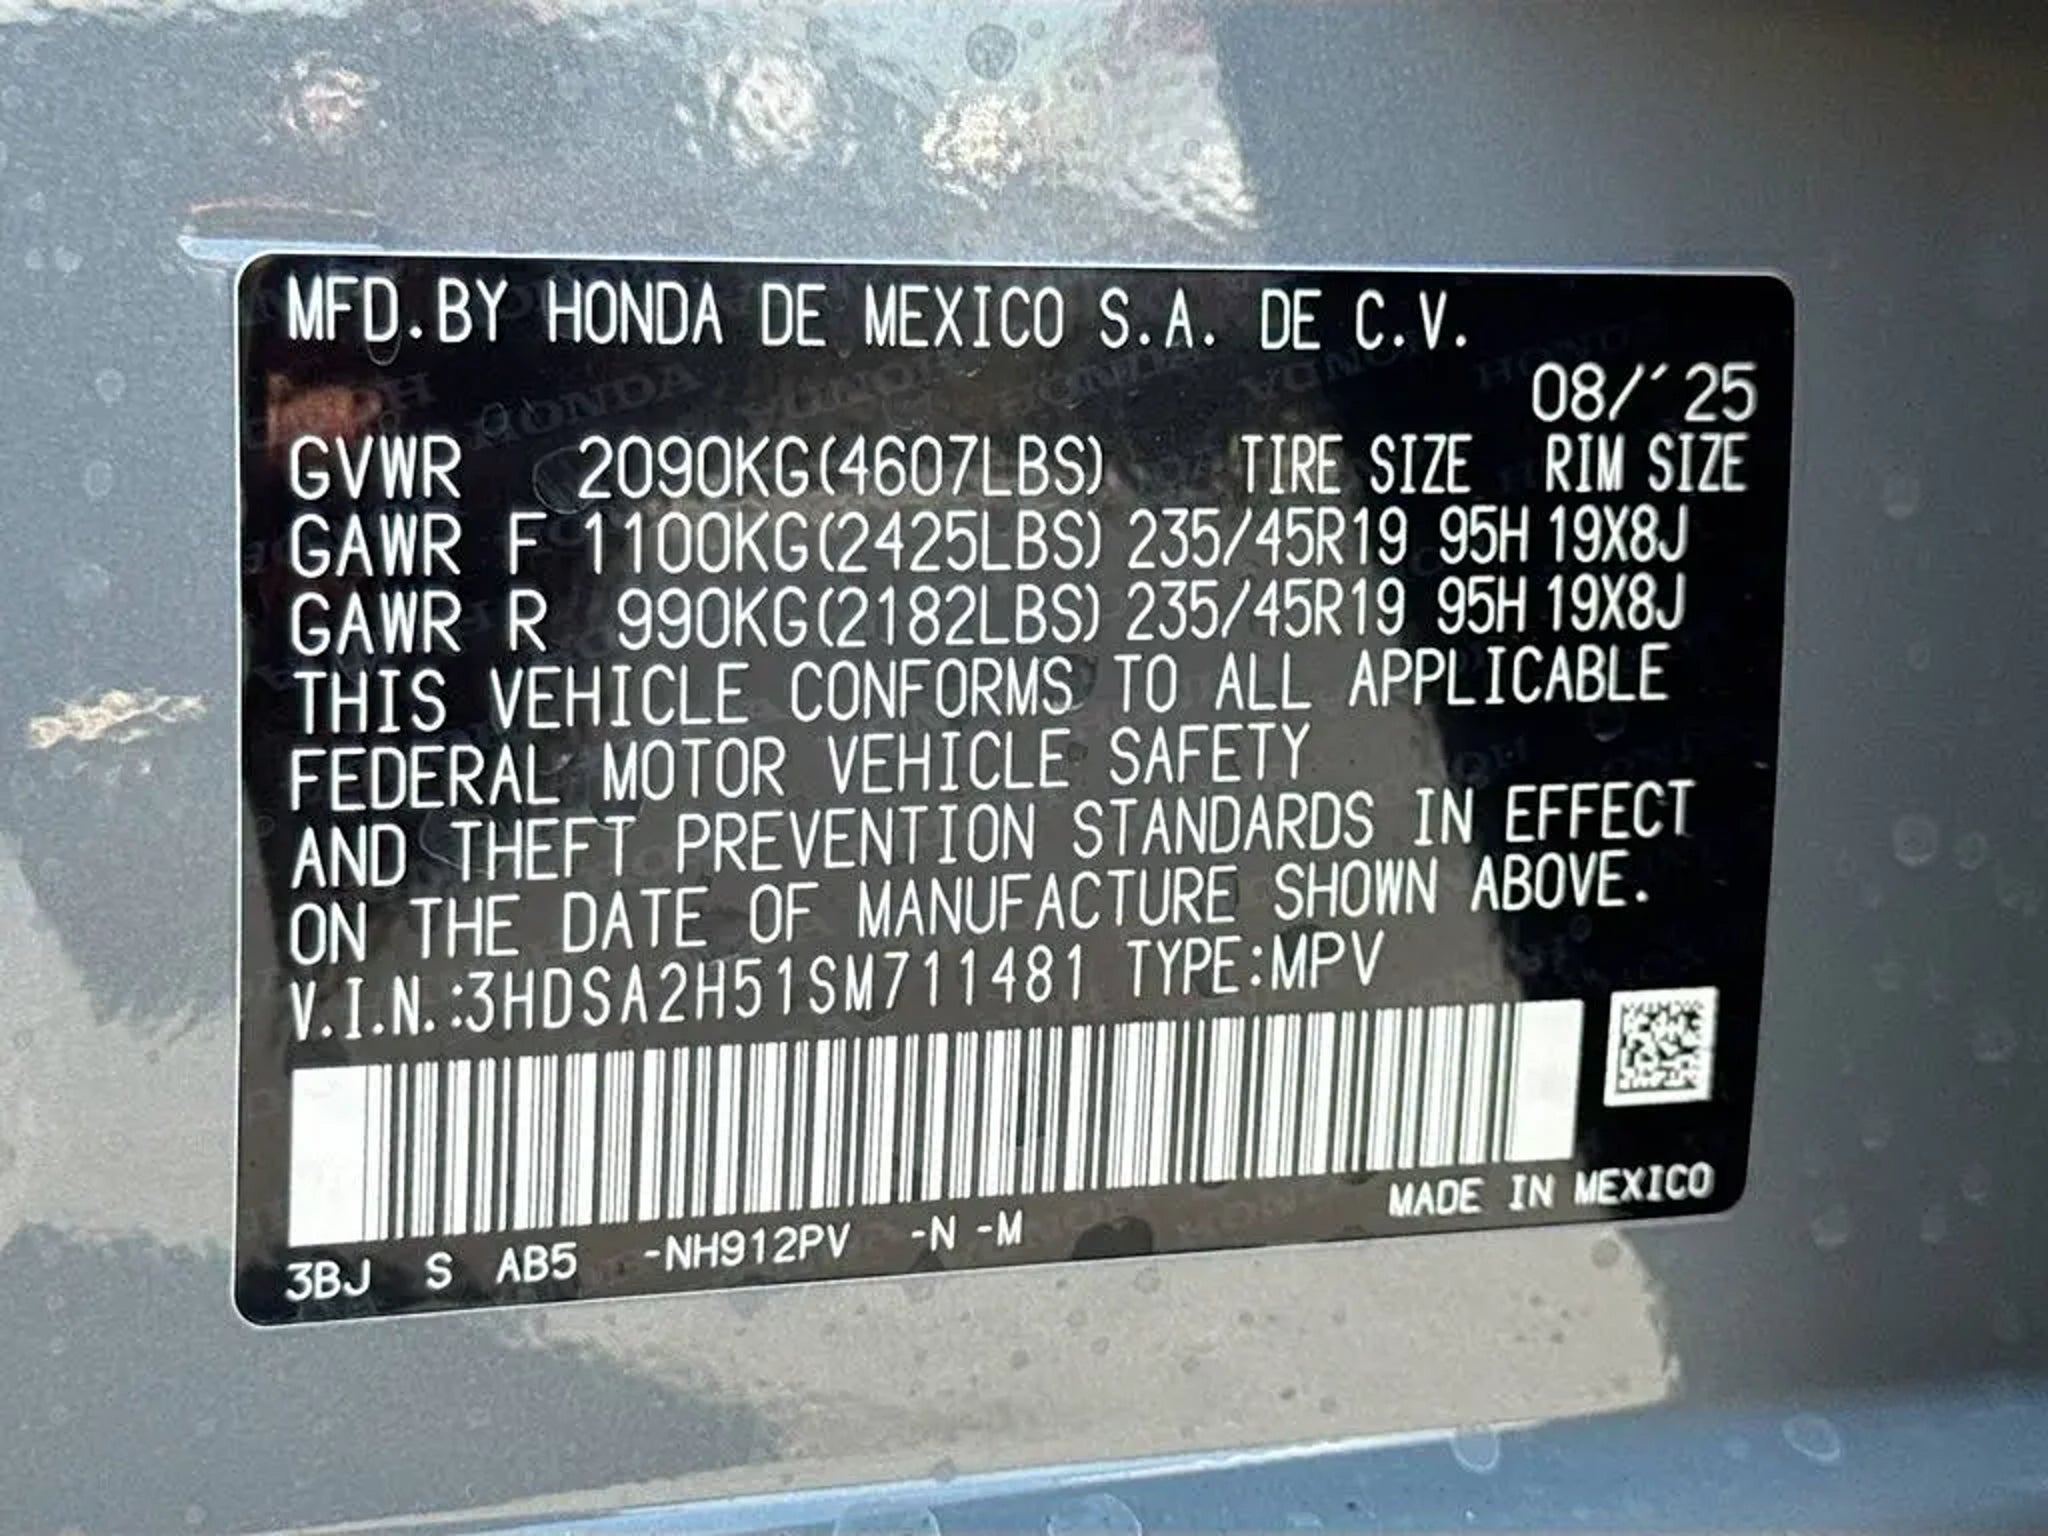 MFD.BY HONDA DE MEXICO S.A. DE C.V.
08/´25
GVWR 2090KG(4607LBS) TIRE SIZE RIM SIZE
GAWR F 1100KG(2425LBS) 235/45R19 95H 19X8J
GAWR R 990KG(2182LBS) 235/45R19 95H 19X8J
THIS VEHICLE CONFORMS TO ALL APPLICABLE
FEDERAL MOTOR VEHICLE SAFETY
AND THEFT PREVENTION STANDARDS IN EFFECT
ON THE DATE OF MANUFACTURE SHOWN ABOVE.
V.I.N.:3HDSA2H51SM711481 TYPE:MPV
MADE IN MEXICO
3BJ S AB5 -NH912PV -N -M